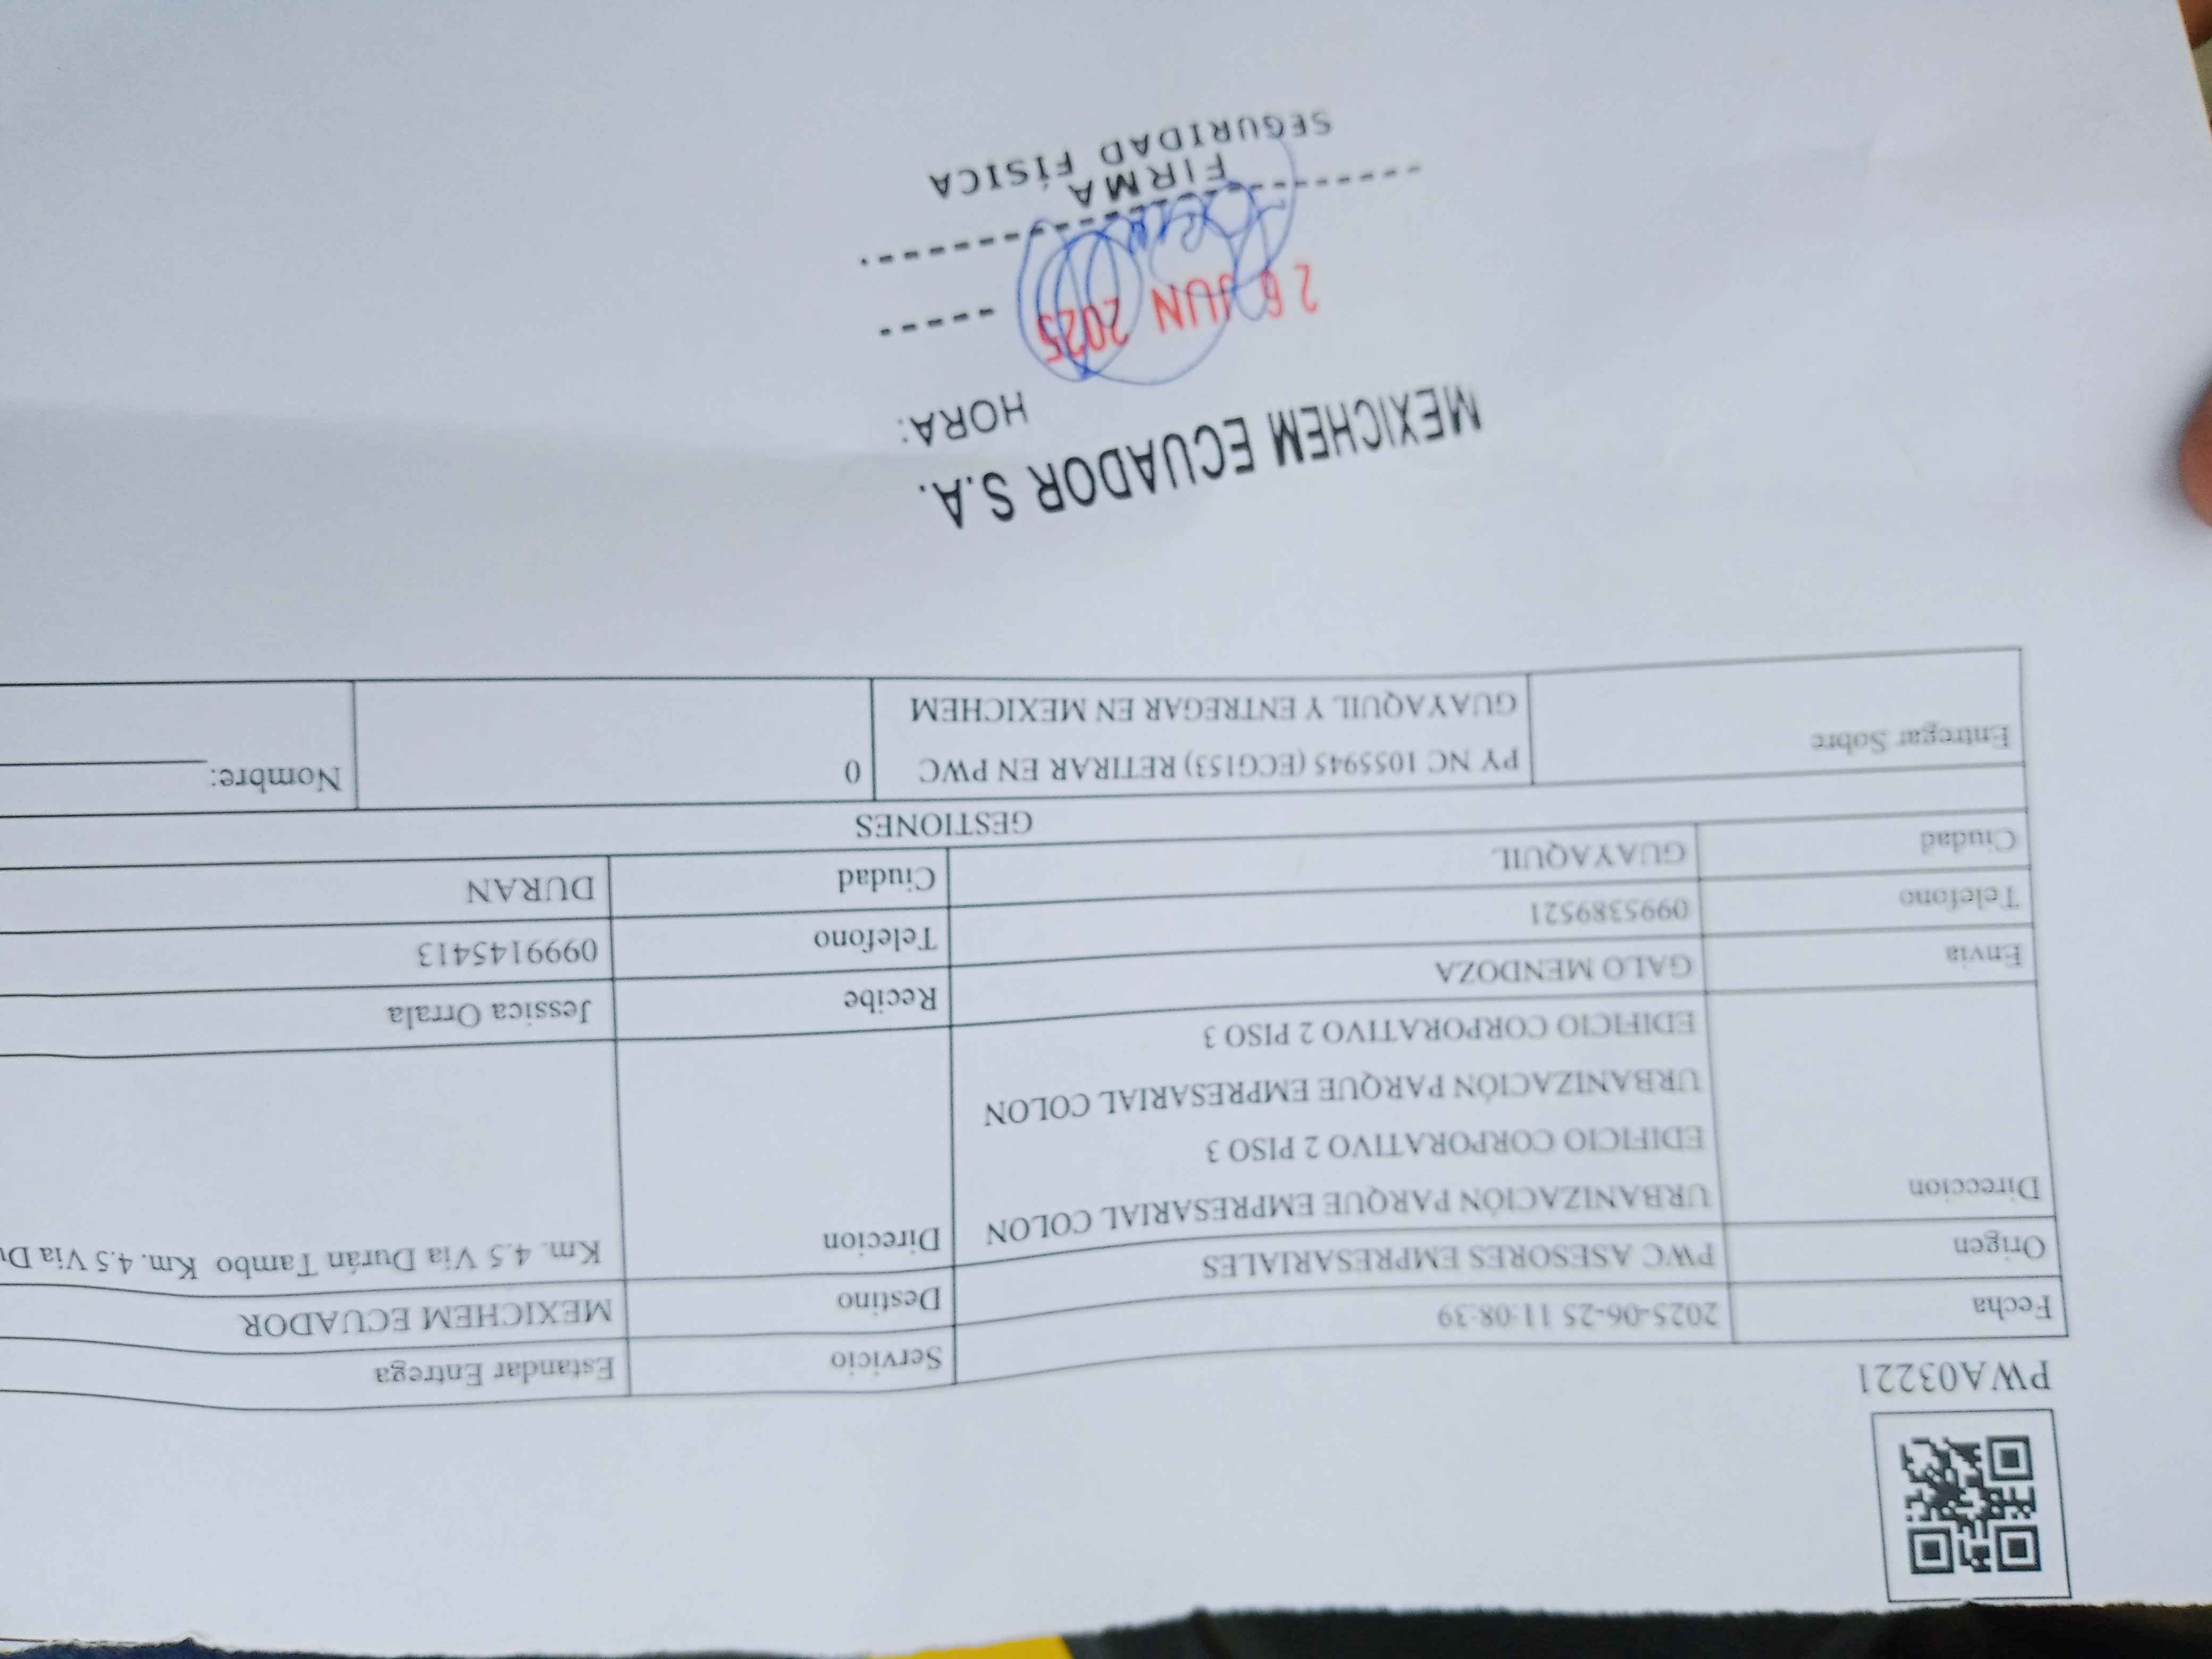 PWA03221
Fecha 2025-06-25 11:08:39 Servicio Estandar Entrega
Origen PWC ASESORES EMPRESARIALES Destino MEXICHEM ECUADOR
Direccion URBANIZACIÓN PARQUE EMPRESARIAL COLON Direcion Km. 4.5 Via Durán Tambo Km. 4.5 Via Du
EDIFICIO CORPORATIVO 2 PISO 3
URBANIZACIÓN PARQUE EMPRESARIAL COLON
EDIFICIO CORPORATIVO 2 PISO 3
Envia GALO MENDOZA Recibe Jessica Orrala
Telefono 0995389521 Telefono 0999145413
Ciudad GUAYAQUIL Ciudad DURAN
GESTIONES
Entregar Sobre PY NC 1055945 (ECG153) RETIRAR EN PWC 0 Nombre:
GUAYAQUIL Y ENTREGAR EN MEXICHEM
MEXICHEM ECUADOR S.A.
HORA:
26 JUN 2025
FIRMA
SEGURIDAD FÍSICA